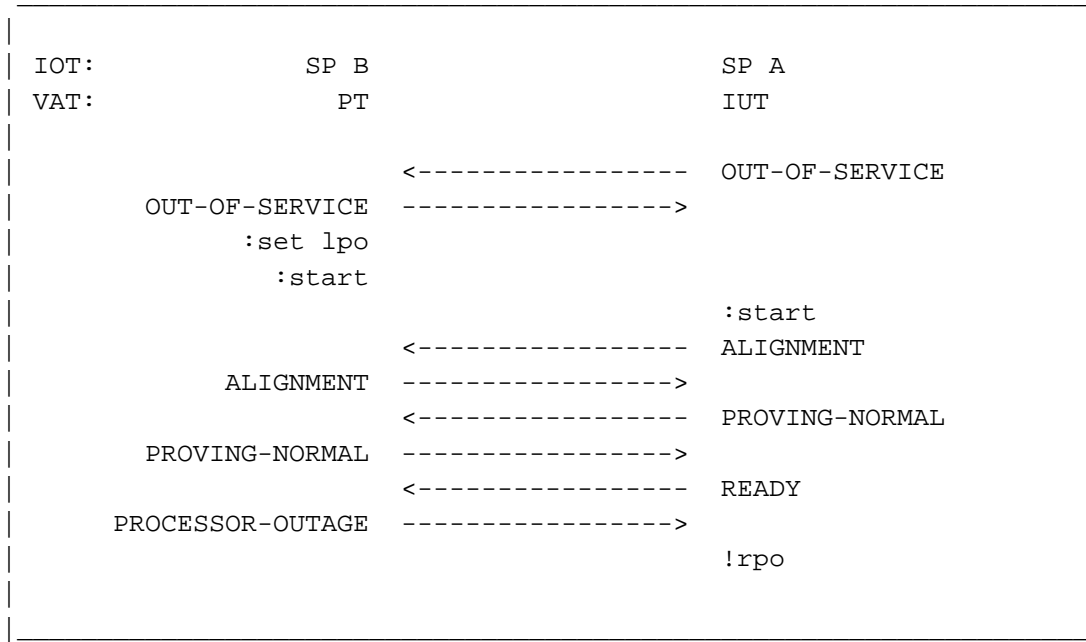 IOT: SP B SP A
VAT: PT IUT
<----------------- OUT-OF-SERVICE
OUT-OF-SERVICE ----------------->
:set lpo
:start
:start
<----------------- ALIGNMENT
ALIGNMENT ----------------->
<----------------- PROVING-NORMAL
PROVING-NORMAL ----------------->
<----------------- READY
PROCESSOR-OUTAGE ----------------->
!rpo